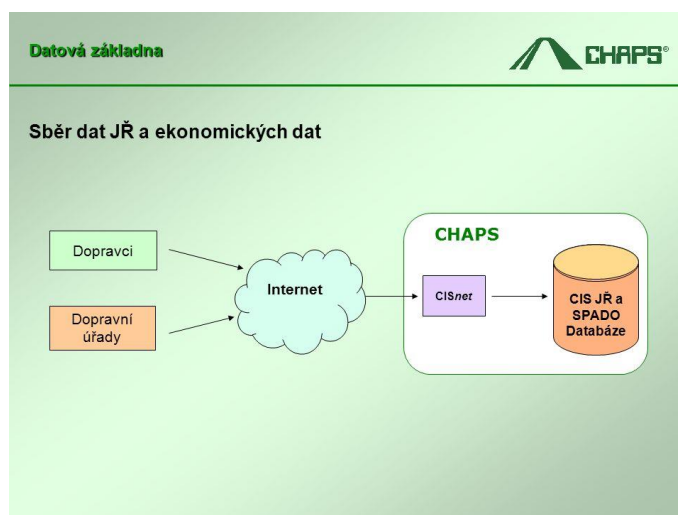 Datová základna
CHAPS®
Sběr dat JŘ a ekonomických dat
Dopravci
Dopravní
úřady
Internet
CHAPS
CISnet
CIS JŘ a
SPADO
Databáze